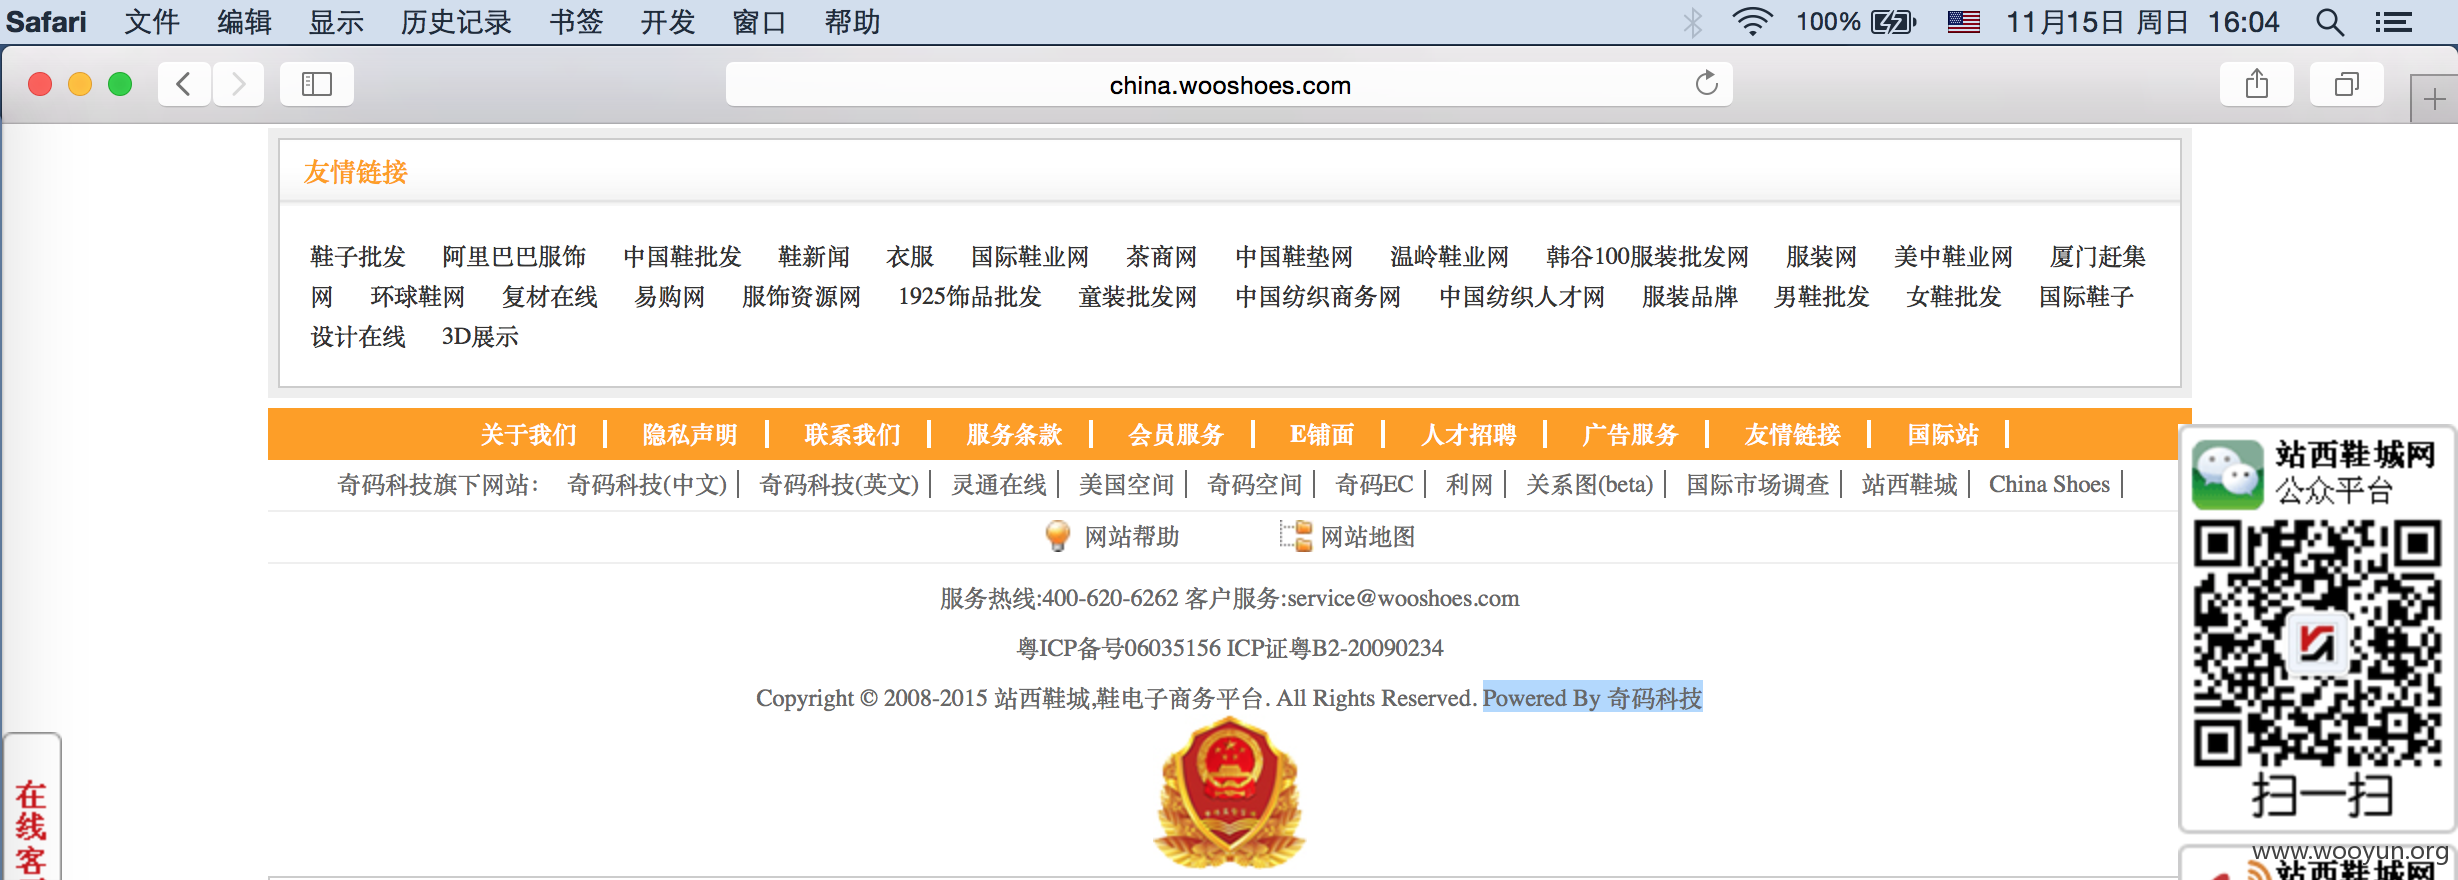 Safari 文件 编辑 显示 历史记录 书签 开发 窗口 帮助 100% 11月15日 周日 16:04
china.wooshoes.com
友情链接
鞋子批发 阿里巴巴服饰 中国鞋批发 鞋新闻 衣服 国际鞋业网 茶商网 中国鞋垫网 温岭鞋业网 韩谷100服装批发网 服装网 美中鞋业网 厦门赶集
网 环球鞋网 复材在线 易购网 服饰资源网 1925饰品批发 童装批发网 中国纺织商务网 中国纺织人才网 服装品牌 男鞋批发 女鞋批发 国际鞋子
设计在线 3D展示
关于我们 隐私声明 联系我们 服务条款 会员服务 E铺面 人才招聘 广告服务 友情链接 国际站
奇码科技旗下网站： 奇码科技(中文) 奇码科技(英文) 灵通在线 美国空间 奇码空间 奇码EC 利网 关系图(beta) 国际市场调查 站西鞋城 China Shoes
网站帮助 网站地图
服务热线:400-620-6262 客户服务:service@wooshoes.com
粤ICP备号06035156 ICP证粤B2-20090234
Copyright © 2008-2015 站西鞋城,鞋电子商务平台. All Rights Reserved. Powered By 奇码科技
站西鞋城网
公众平台
扫一扫
在线客
www.wooyun.org
站西鞋城网